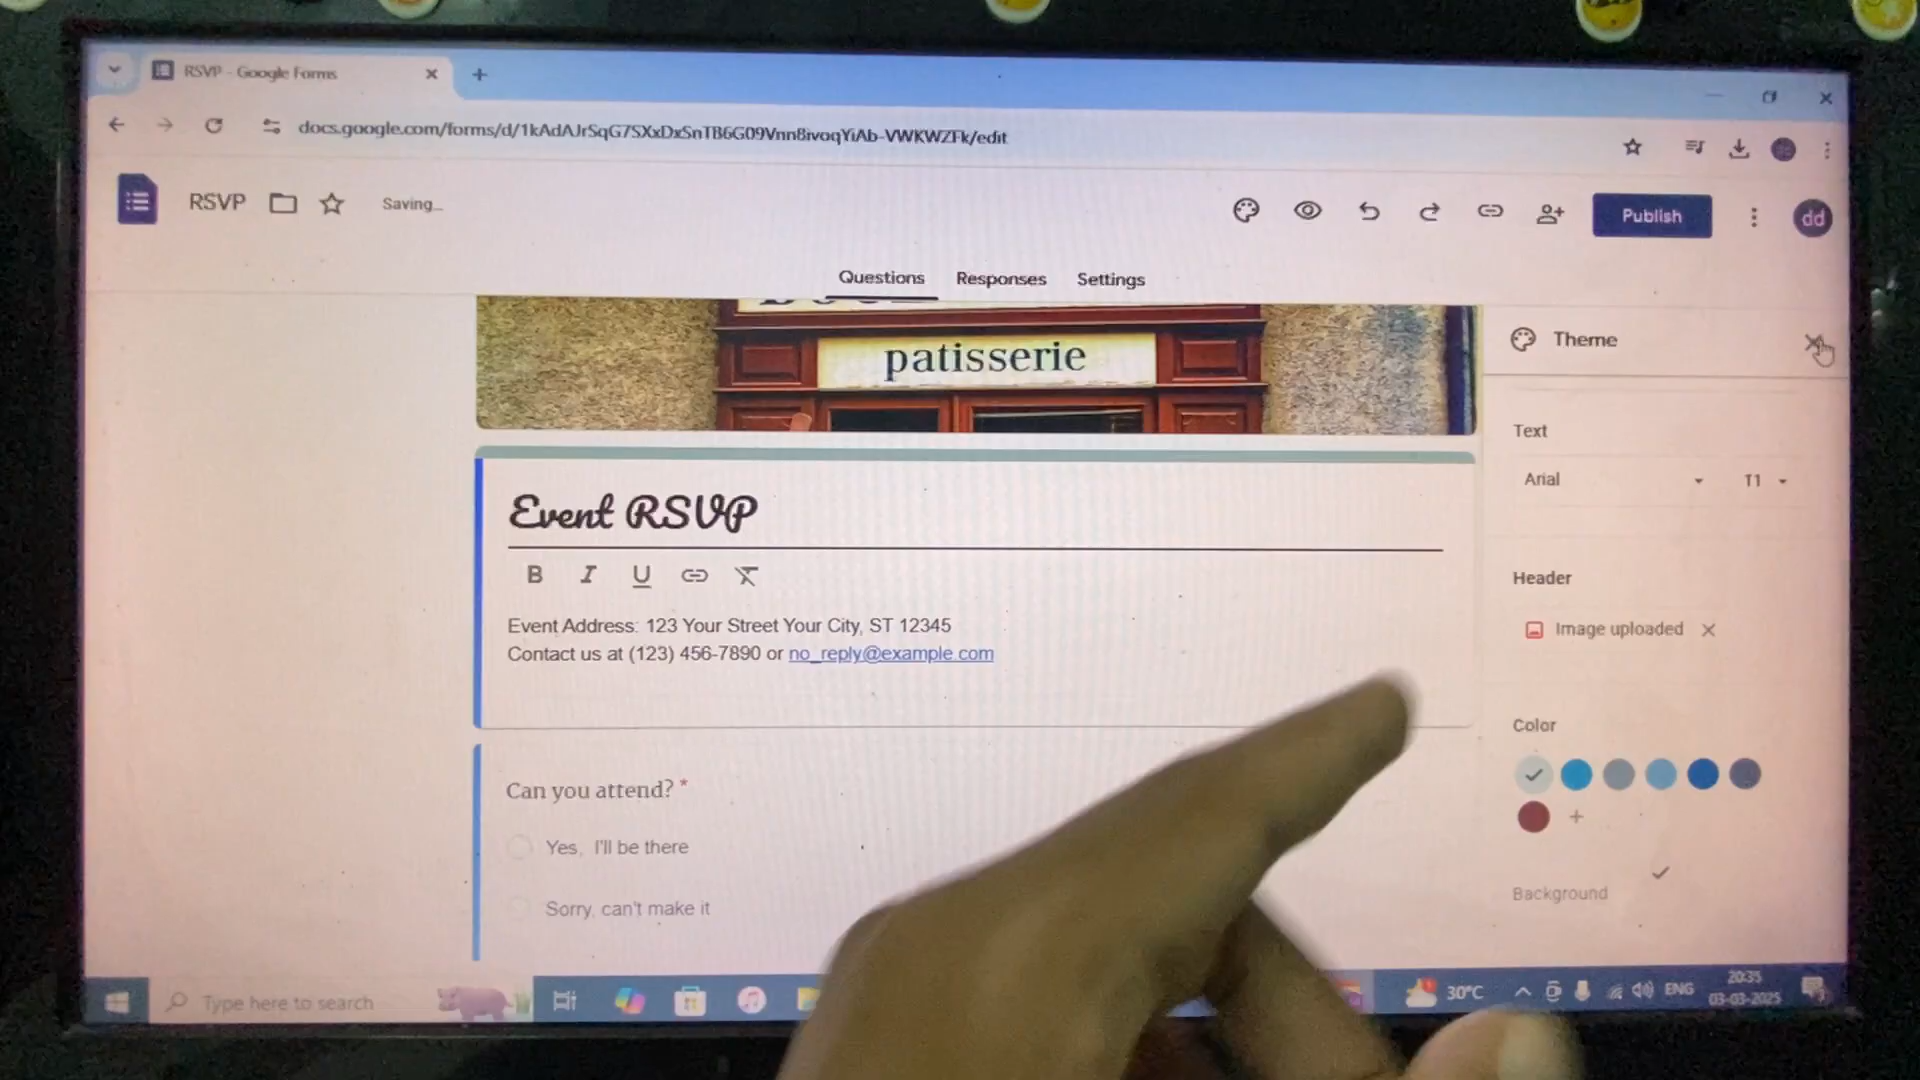 RSVP - Google Forms
docs.google.com/forms/d/1kAdAJrSqG7SXxDxSnTB6G09Vnn8ivoqYiAb-VWKWZFk/edit
RSVP
Saving...
Publish
dd
Questions
Responses
Settings
patisserie
Theme
Text
Arial
11
Header
Image uploaded
Color
Background
Event RSVP
B I U
Event Address: 123 Your Street Your City, ST 12345
Contact us at (123) 456-7890 or no_reply@example.com
Can you attend? *
Yes, I'll be there
Sorry, can't make it
Type here to search
30°C
ENG
20:35
03-03-2025